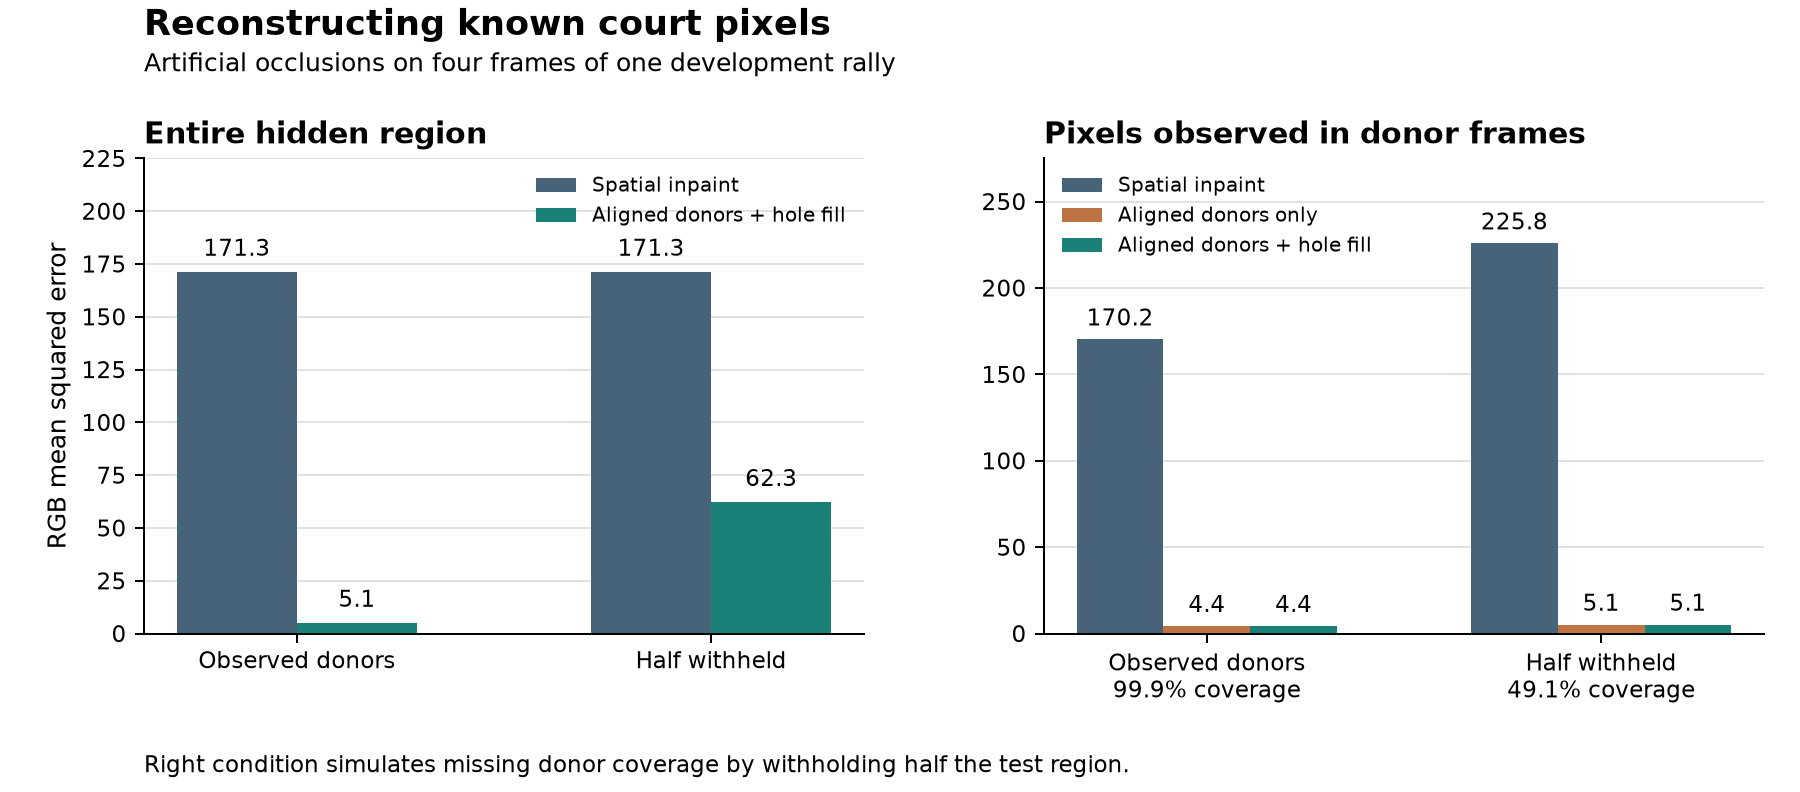 Reconstructing known court pixels
Artificial occlusions on four frames of one development rally
Entire hidden region
RGB mean squared error
225
200
175
150
125
100
75
50
25
0
Spatial inpaint
Aligned donors + hole fill
171.3
5.1
171.3
62.3
Observed donors
Half withheld
Pixels observed in donor frames
250
200
150
100
50
0
Spatial inpaint
Aligned donors only
Aligned donors + hole fill
170.2
4.4
4.4
225.8
5.1
5.1
Observed donors
99.9% coverage
Half withheld
49.1% coverage
Right condition simulates missing donor coverage by withholding half the test region.